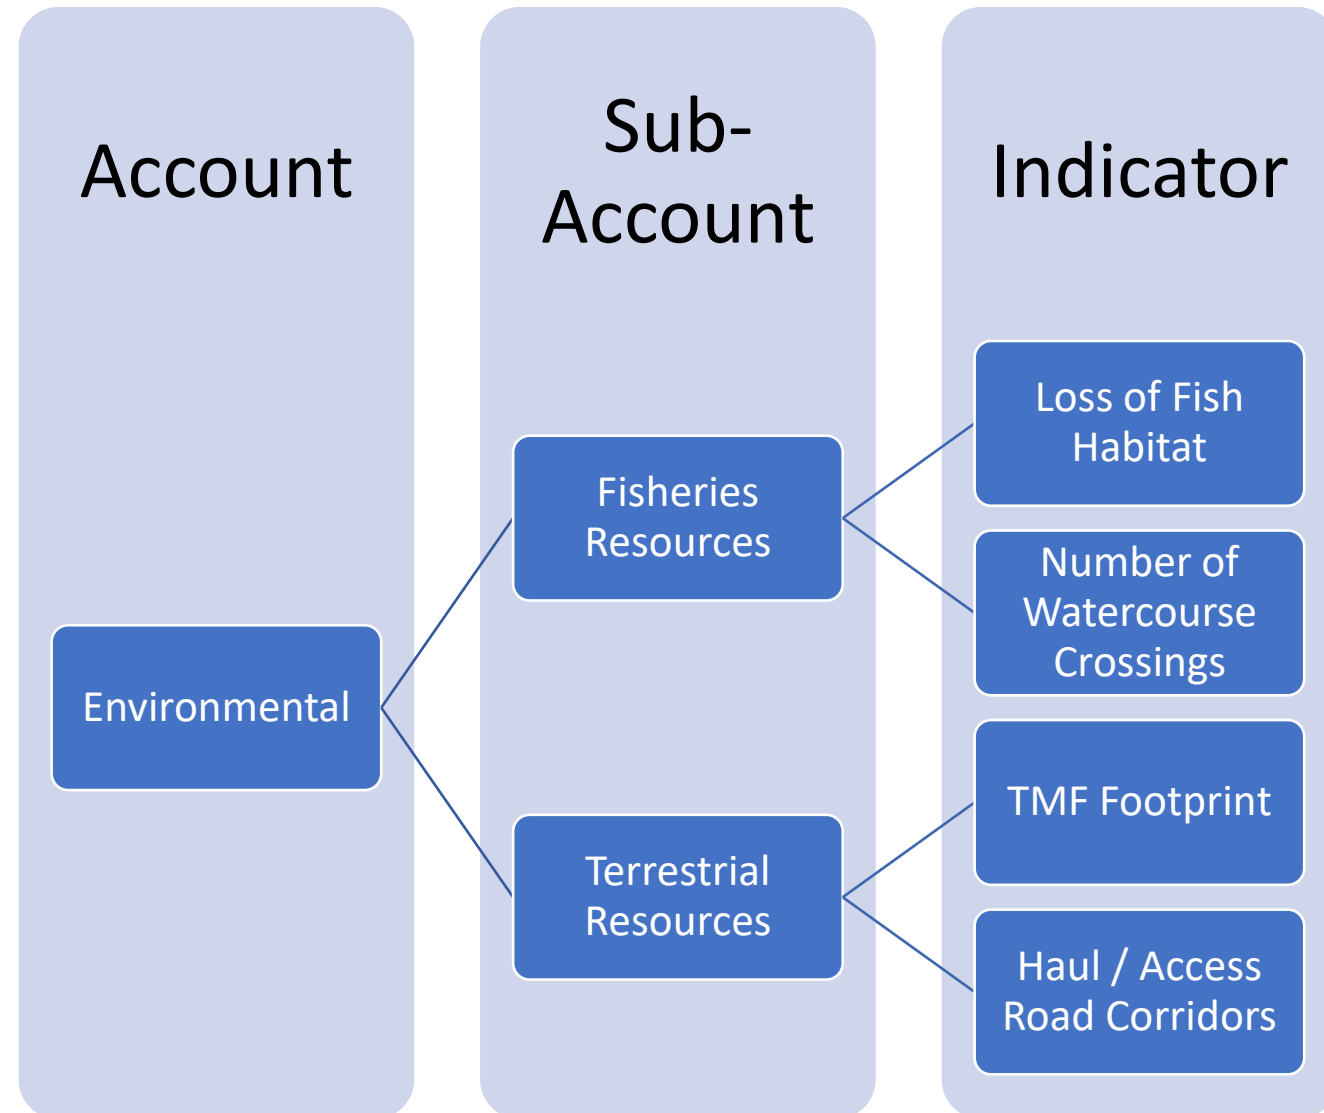 Account
Sub-
Account
Indicator
Environmental
Fisheries
Resources
Terrestrial
Resources
Loss of Fish
Habitat
Number of
Watercourse
Crossings
TMF Footprint
Haul / Access
Road Corridors